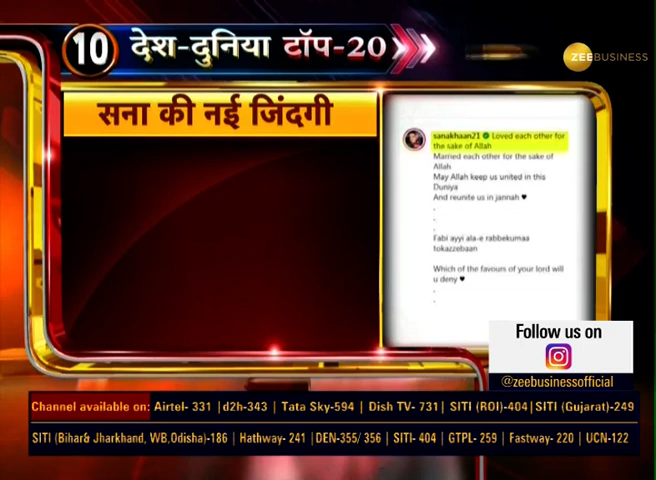 10 देश-दुनिया टॉप-20
ZEEBUSINESS
सना की नई जिंदगी
sanakhaan21 Loved each other for
the sake of Allah
Married each other for the sake of
Allah
May Allah keep us united in this
Duniya
And reunite us in jannah ♥
.
.
.
Fabi ayyi ala-e rabbekumaa
tokazzebaan
Which of the favours of your lord will
u deny ♥
.
.
Follow us on
@zeebusinessofficial
Channel available on: Airtel- 331 | d2h-343 | Tata Sky-594 | Dish TV- 731 | SITI (ROI)-404 | SITI (Gujarat)-249
SITI (Bihar& Jharkhand, WB,Odisha)-186 | Hathway- 241 | DEN-355/ 356 | SITI- 404 | GTPL- 259 | Fastway- 220 | UCN-122